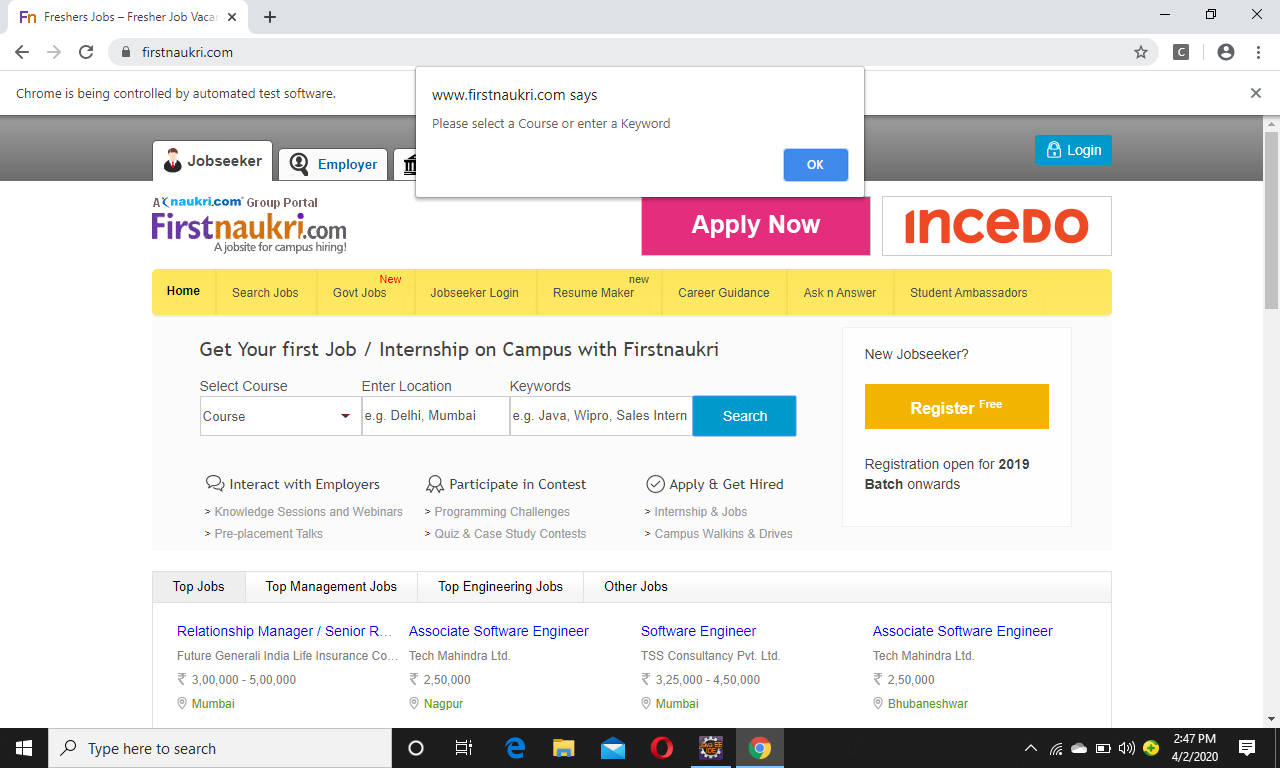 Freshers Jobs – Fresher Job Vaca
firstnaukri.com
Chrome is being controlled by automated test software.
www.firstnaukri.com says
Please select a Course or enter a Keyword
OK
Jobseeker
Employer
Login
A naukri.com Group Portal
Firstnaukri.com
A jobsite for campus hiring!
Apply Now
INCEDO
Home
Search Jobs
Govt Jobs New
Jobseeker Login
Resume Maker new
Career Guidance
Ask n Answer
Student Ambassadors
Get Your first Job / Internship on Campus with Firstnaukri
Select Course
Enter Location
Keywords
Course
e.g. Delhi, Mumbai
e.g. Java, Wipro, Sales Intern
Search
New Jobseeker?
Register Free
Registration open for 2019
Batch onwards
Interact with Employers
> Knowledge Sessions and Webinars
> Pre-placement Talks
Participate in Contest
> Programming Challenges
> Quiz & Case Study Contests
Apply & Get Hired
> Internship & Jobs
> Campus Walkins & Drives
Top Jobs
Top Management Jobs
Top Engineering Jobs
Other Jobs
Relationship Manager / Senior R...
Future Generali India Life Insurance Co...
₹ 3,00,000 - 5,00,000
Mumbai
Associate Software Engineer
Tech Mahindra Ltd.
₹ 2,50,000
Nagpur
Software Engineer
TSS Consultancy Pvt. Ltd.
₹ 3,25,000 - 4,50,000
Mumbai
Associate Software Engineer
Tech Mahindra Ltd.
₹ 2,50,000
Bhubaneshwar
Type here to search
2:47 PM
4/2/2020